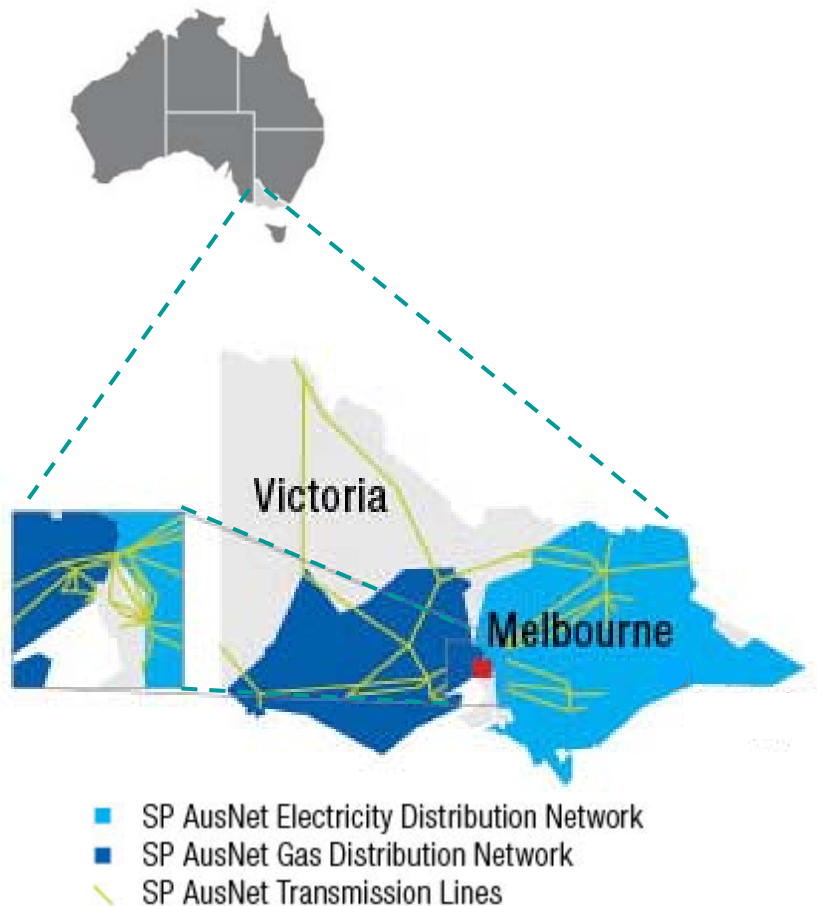 Victoria
Melbourne
SP AusNet Electricity Distribution Network
SP AusNet Gas Distribution Network
SP AusNet Transmission Lines